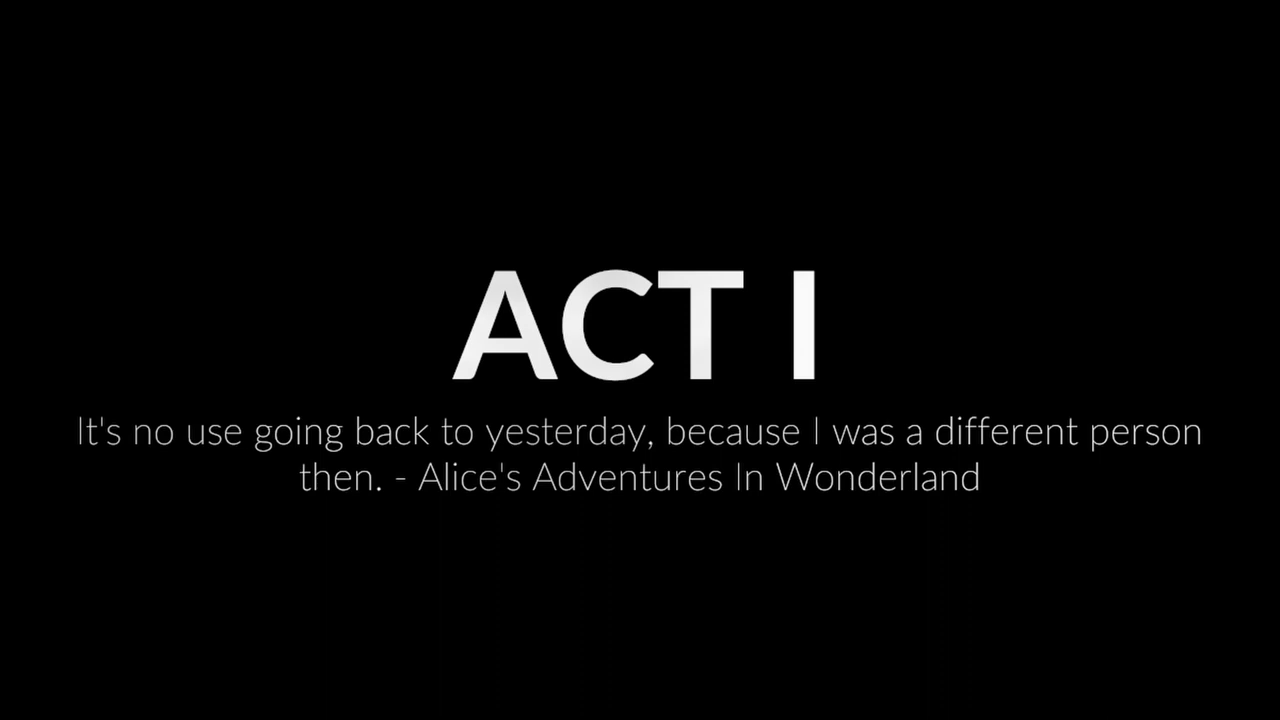 ACT I
It's no use going back to yesterday, because I was a different person
then. - Alice's Adventures In Wonderland